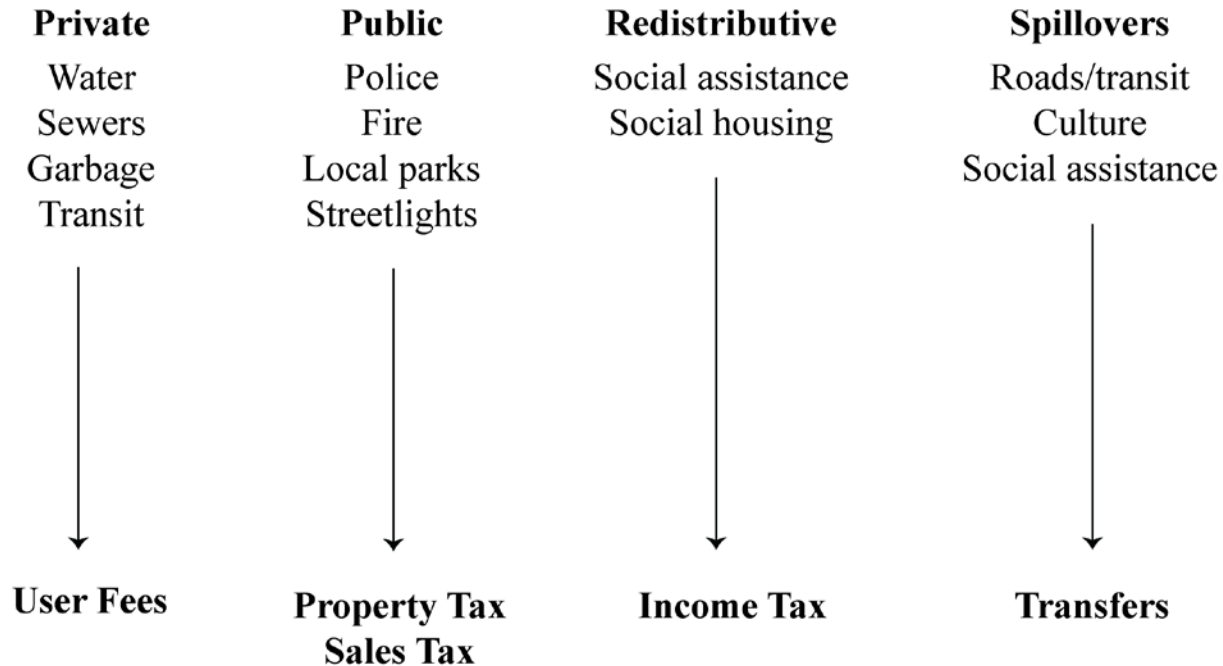 Private
Water
Sewers
Garbage
Transit
User Fees
Public
Police
Fire
Local parks
Streetlights
Property Tax
Sales Tax
Redistributive
Social assistance
Social housing
Income Tax
Spillovers
Roads/transit
Culture
Social assistance
Transfers